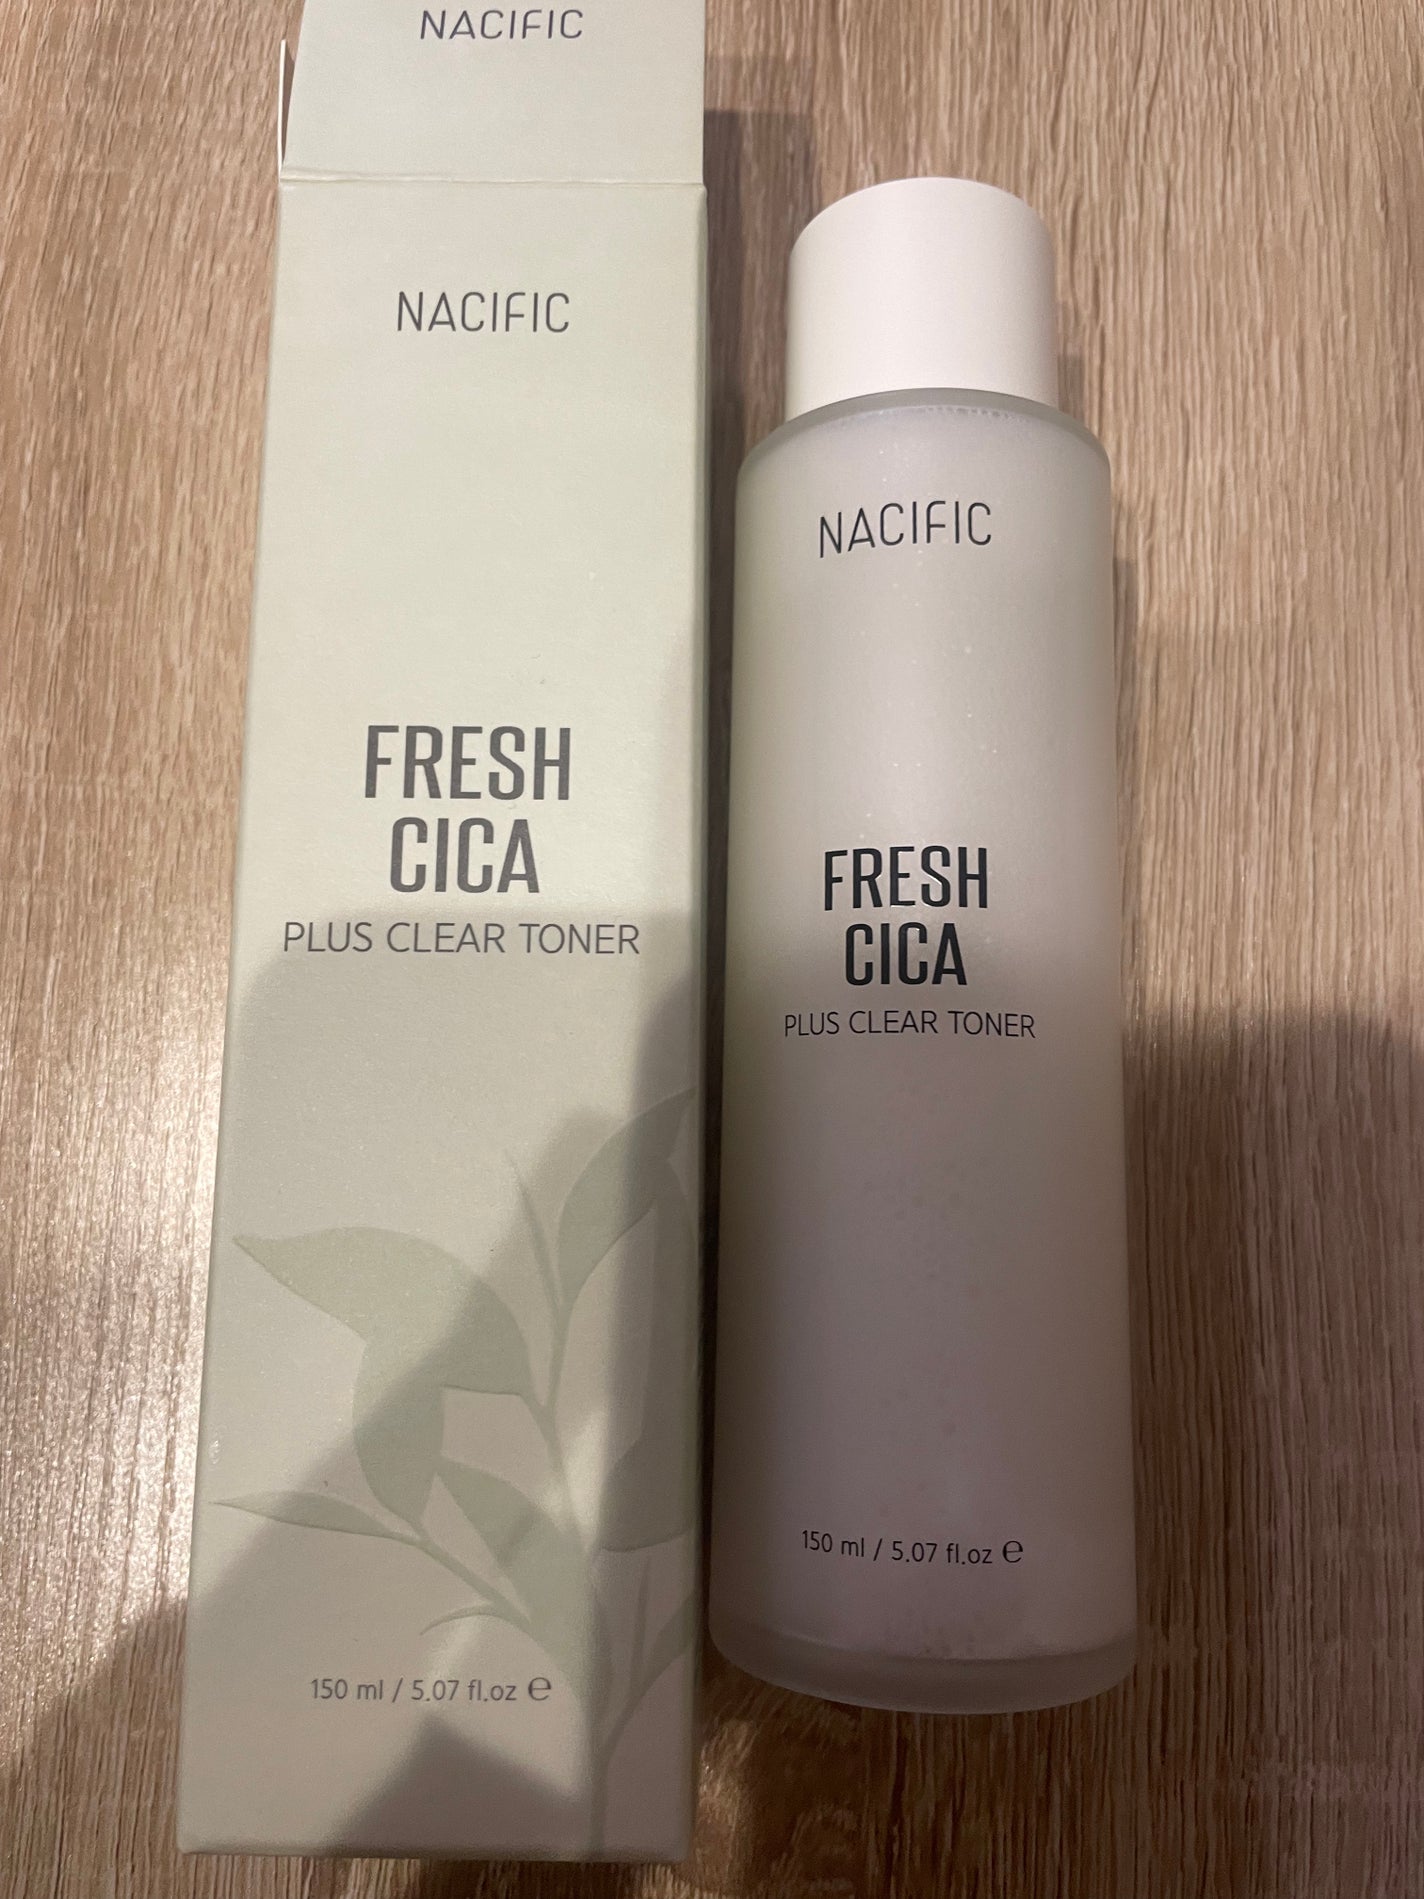 NACIFIC
NACIFIC
FRESH
CICA
PLUS CLEAR TONER
150 ml / 5.07 fl.oz ℮
NACIFIC
FRESH
CICA
PLUS CLEAR TONER
150 ml / 5.07 fl.oz ℮